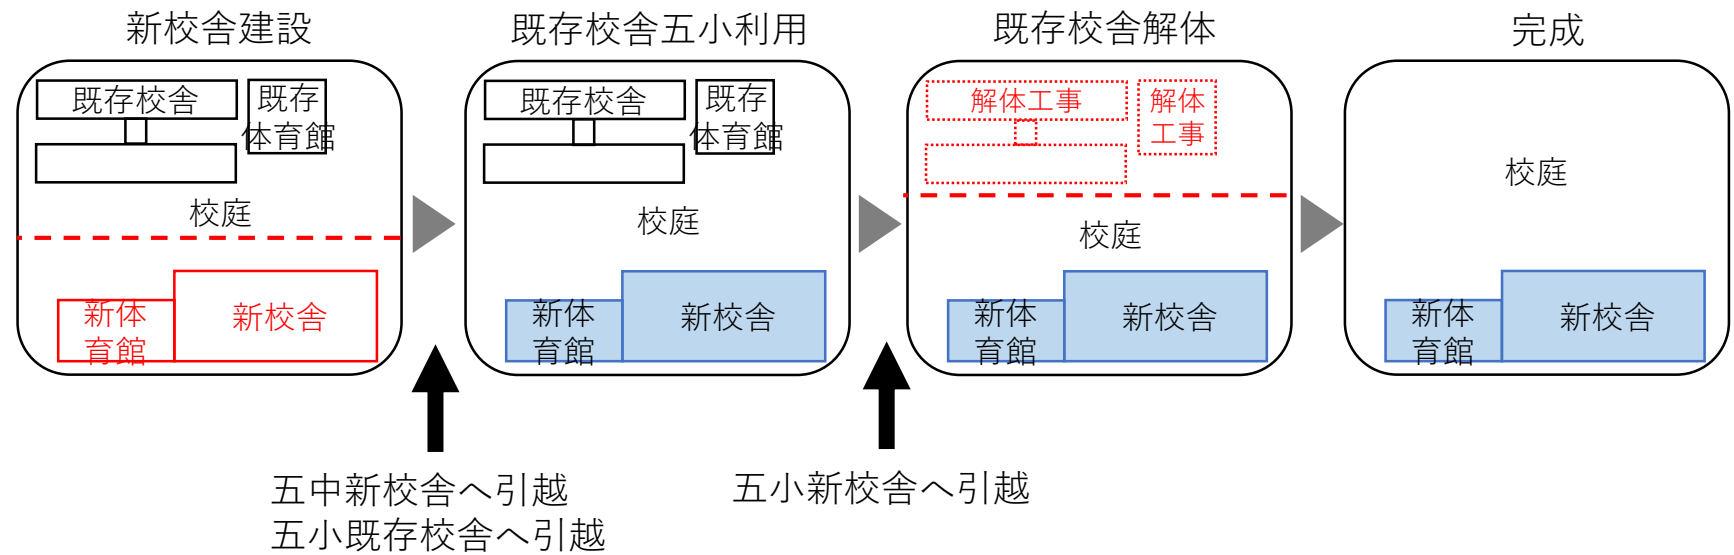 新校舎建設
既存校舎
既存
体育館
校庭
新体
育館
新校舎
既存校舎五小利用
既存校舎
既存
体育館
校庭
新体
育館
新校舎
既存校舎解体
解体工事
解体
工事
校庭
新体
育館
新校舎
完成
校庭
新体
育館
新校舎
五中新校舎へ引越
五小既存校舎へ引越
五小新校舎へ引越